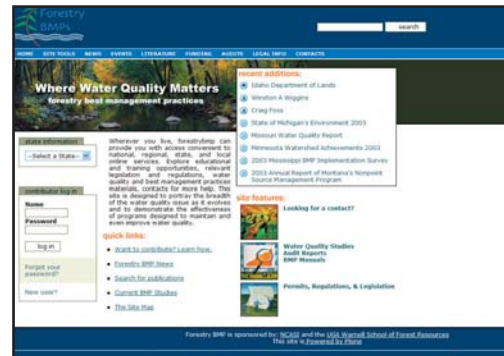 Forestry
BMPs
search
HOME SITE TOOLS NEWS EVENTS LITERATURE FUNDING AUDITS LEGAL INFO CONTACTS
Where Water Quality Matters
forestry best management practices
recent additions:
Idaho Department of Lands
Winston A Wiggins
Craig Foss
State of Michigan's Environment 2003
Missouri Water Quality Report
Minnesota Watershed Achievements 2003
2003 Mississippi BMP Implementation Survey
2003 Annual Report of Montana's Nonpoint
Source Management Program
state information
--Select a State--
contributor log in
Name
Password
log in
Forgot your
password?
New user?
Wherever you live, forestrybmp can
provide you with access convenient to
national, regional, state, and local
online services. Explore educational
and training opportunities, relevant
legislation and regulations, water
quality and best management practices
materials, contacts for more help. This
site is designed to portray the breadth
of the water quality issue as it evolves
and to demonstrate the effectiveness
of programs designed to maintain and
even improve water quality.
quick links:
Want to contribute? Learn how.
Forestry BMP News
Search for publications
Current BMP Studies
The Site Map
site features:
Looking for a contact?
Water Quality Studies
Audit Reports
BMP Manuals
Permits, Regulations, & Legislation
Forestry BMP is sponsored by: NCASI and the UGA Warnell School of Forest Resources
This site is Powered by Plone